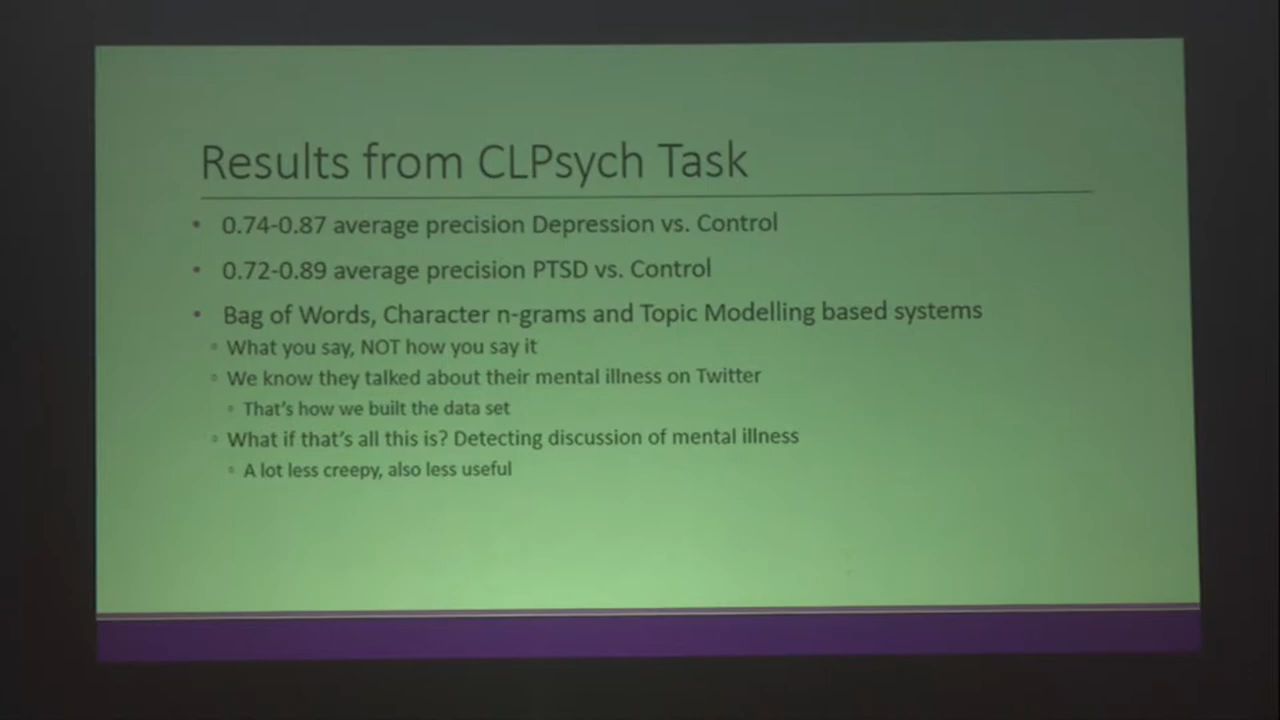 Results from CLPsych Task
• 0.74-0.87 average precision Depression vs. Control
• 0.72-0.89 average precision PTSD vs. Control
• Bag of Words, Character n-grams and Topic Modelling based systems
▫ What you say, NOT how you say it
▫ We know they talked about their mental illness on Twitter
▫ That's how we built the data set
▫ What if that's all this is? Detecting discussion of mental illness
▫ A lot less creepy, also less useful